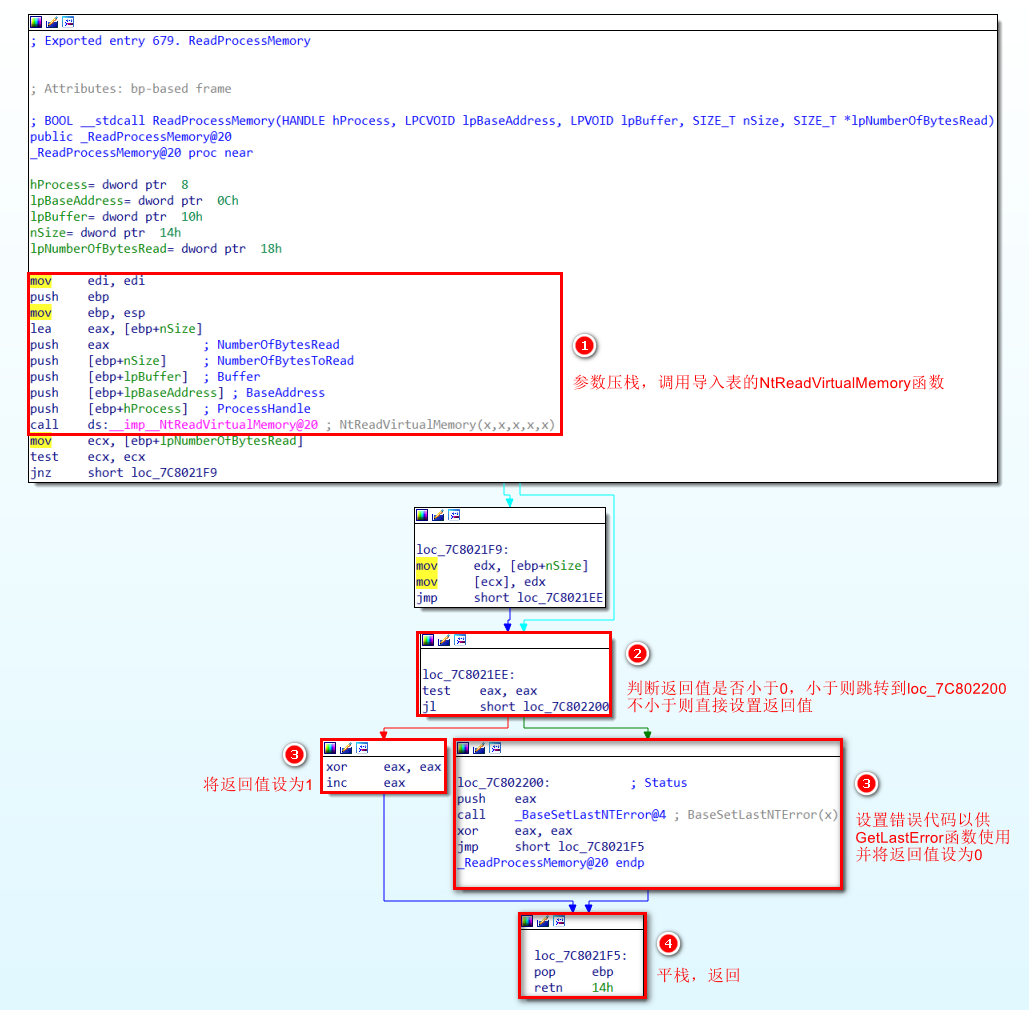 ; Exported entry 679. ReadProcessMemory
; Attributes: bp-based frame
; BOOL __stdcall ReadProcessMemory(HANDLE hProcess, LPCVOID lpBaseAddress, LPVOID lpBuffer, SIZE_T nSize, SIZE_T *lpNumberOfBytesRead)
public _ReadProcessMemory@20
_ReadProcessMemory@20 proc near
hProcess= dword ptr  8
lpBaseAddress= dword ptr  0Ch
lpBuffer= dword ptr  10h
nSize= dword ptr  14h
lpNumberOfBytesRead= dword ptr  18h
mov     edi, edi
push    ebp
mov     ebp, esp
lea     eax, [ebp+nSize]
push    eax             ; NumberOfBytesRead
push    [ebp+nSize]     ; NumberOfBytesToRead
push    [ebp+lpBuffer]  ; Buffer
push    [ebp+lpBaseAddress] ; BaseAddress
push    [ebp+hProcess]  ; ProcessHandle
call    ds:__imp__NtReadVirtualMemory@20 ; NtReadVirtualMemory(x,x,x,x,x)
mov     ecx, [ebp+lpNumberOfBytesRead]
test    ecx, ecx
jnz     short loc_7C8021F9
1
参数压栈，调用导入表的NtReadVirtualMemory函数
loc_7C8021F9:
mov     edx, [ebp+nSize]
mov     [ecx], edx
jmp     short loc_7C8021EE
loc_7C8021EE:
test    eax, eax
jl      short loc_7C802200
2
判断返回值是否小于0，小于则跳转到loc_7C802200
不小于则直接设置返回值
3
将返回值设为1
xor     eax, eax
inc     eax
loc_7C802200:           ; Status
push    eax
call    _BaseSetLastNTError@4 ; BaseSetLastNTError(x)
xor     eax, eax
jmp     short loc_7C8021F5
_ReadProcessMemory@20 endp
3
设置错误代码以供
GetLastError函数使用
并将返回值设为0
loc_7C8021F5:
pop     ebp
retn    14h
4
平栈，返回